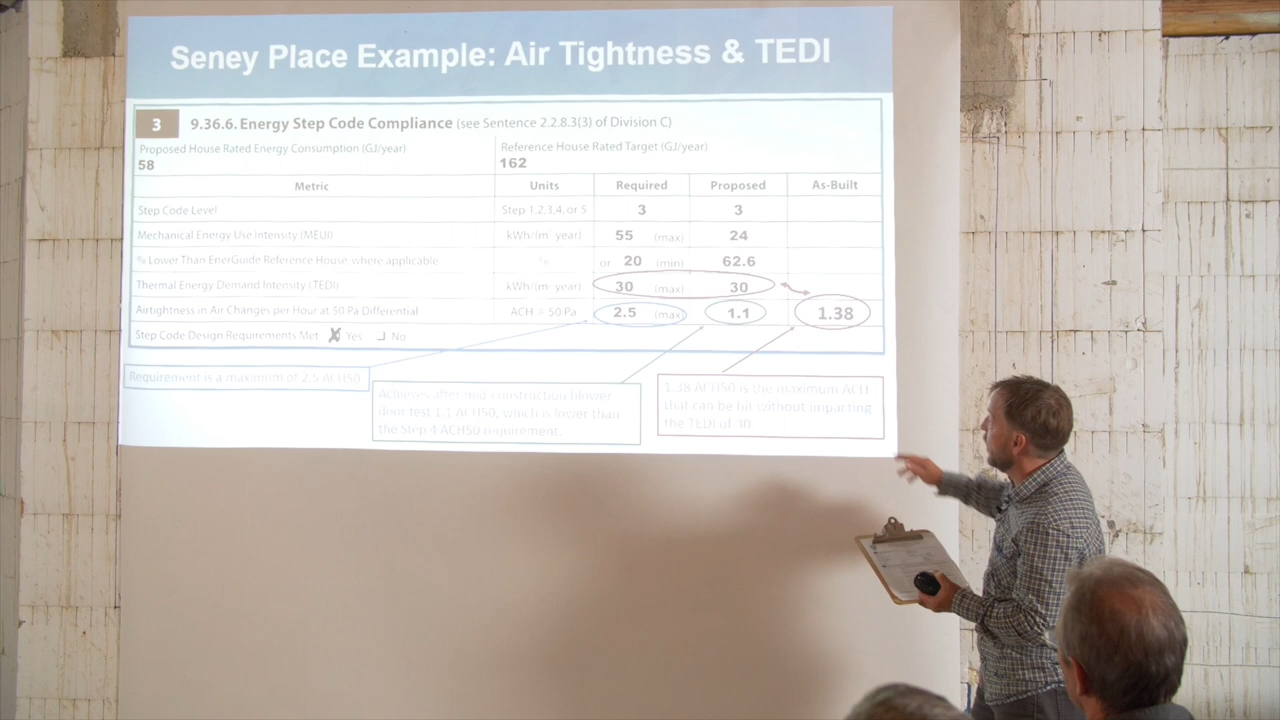 Seney Place Example: Air Tightness & TEDI
3 9.36.6. Energy Step Code Compliance (see Sentence 2.2.8.3(3) of Division C)
Proposed House Rated Energy Consumption (GJ/year) Reference House Rated Target (GJ/year)
58 162
Metric Units Required Proposed As-Built
Step Code Level Step 1,2,3,4, or 5 3 3
Mechanical Energy Use Intensity (MEUI) kWh/(m² year) 55 (max) 24
% Lower Than EnerGuide Reference House, where applicable % or 20 (min) 62.6
Thermal Energy Demand Intensity (TEDI) kWh/(m² year) 30 (max) 30
Airtightness in Air Changes per Hour at 50 Pa Differential ACH = 50 Pa 2.5 (max) 1.1 1.38
Step Code Design Requirements Met X Yes No
Requirement is a maximum of 2.5 ACH50
Achieves after mid construction blower
door test 1.1 ACH50, which is lower than
the Step 4 ACH50 requirement.
1.38 ACH50 is the maximum ACH
that can be hit without imparting
the TEDI of 30